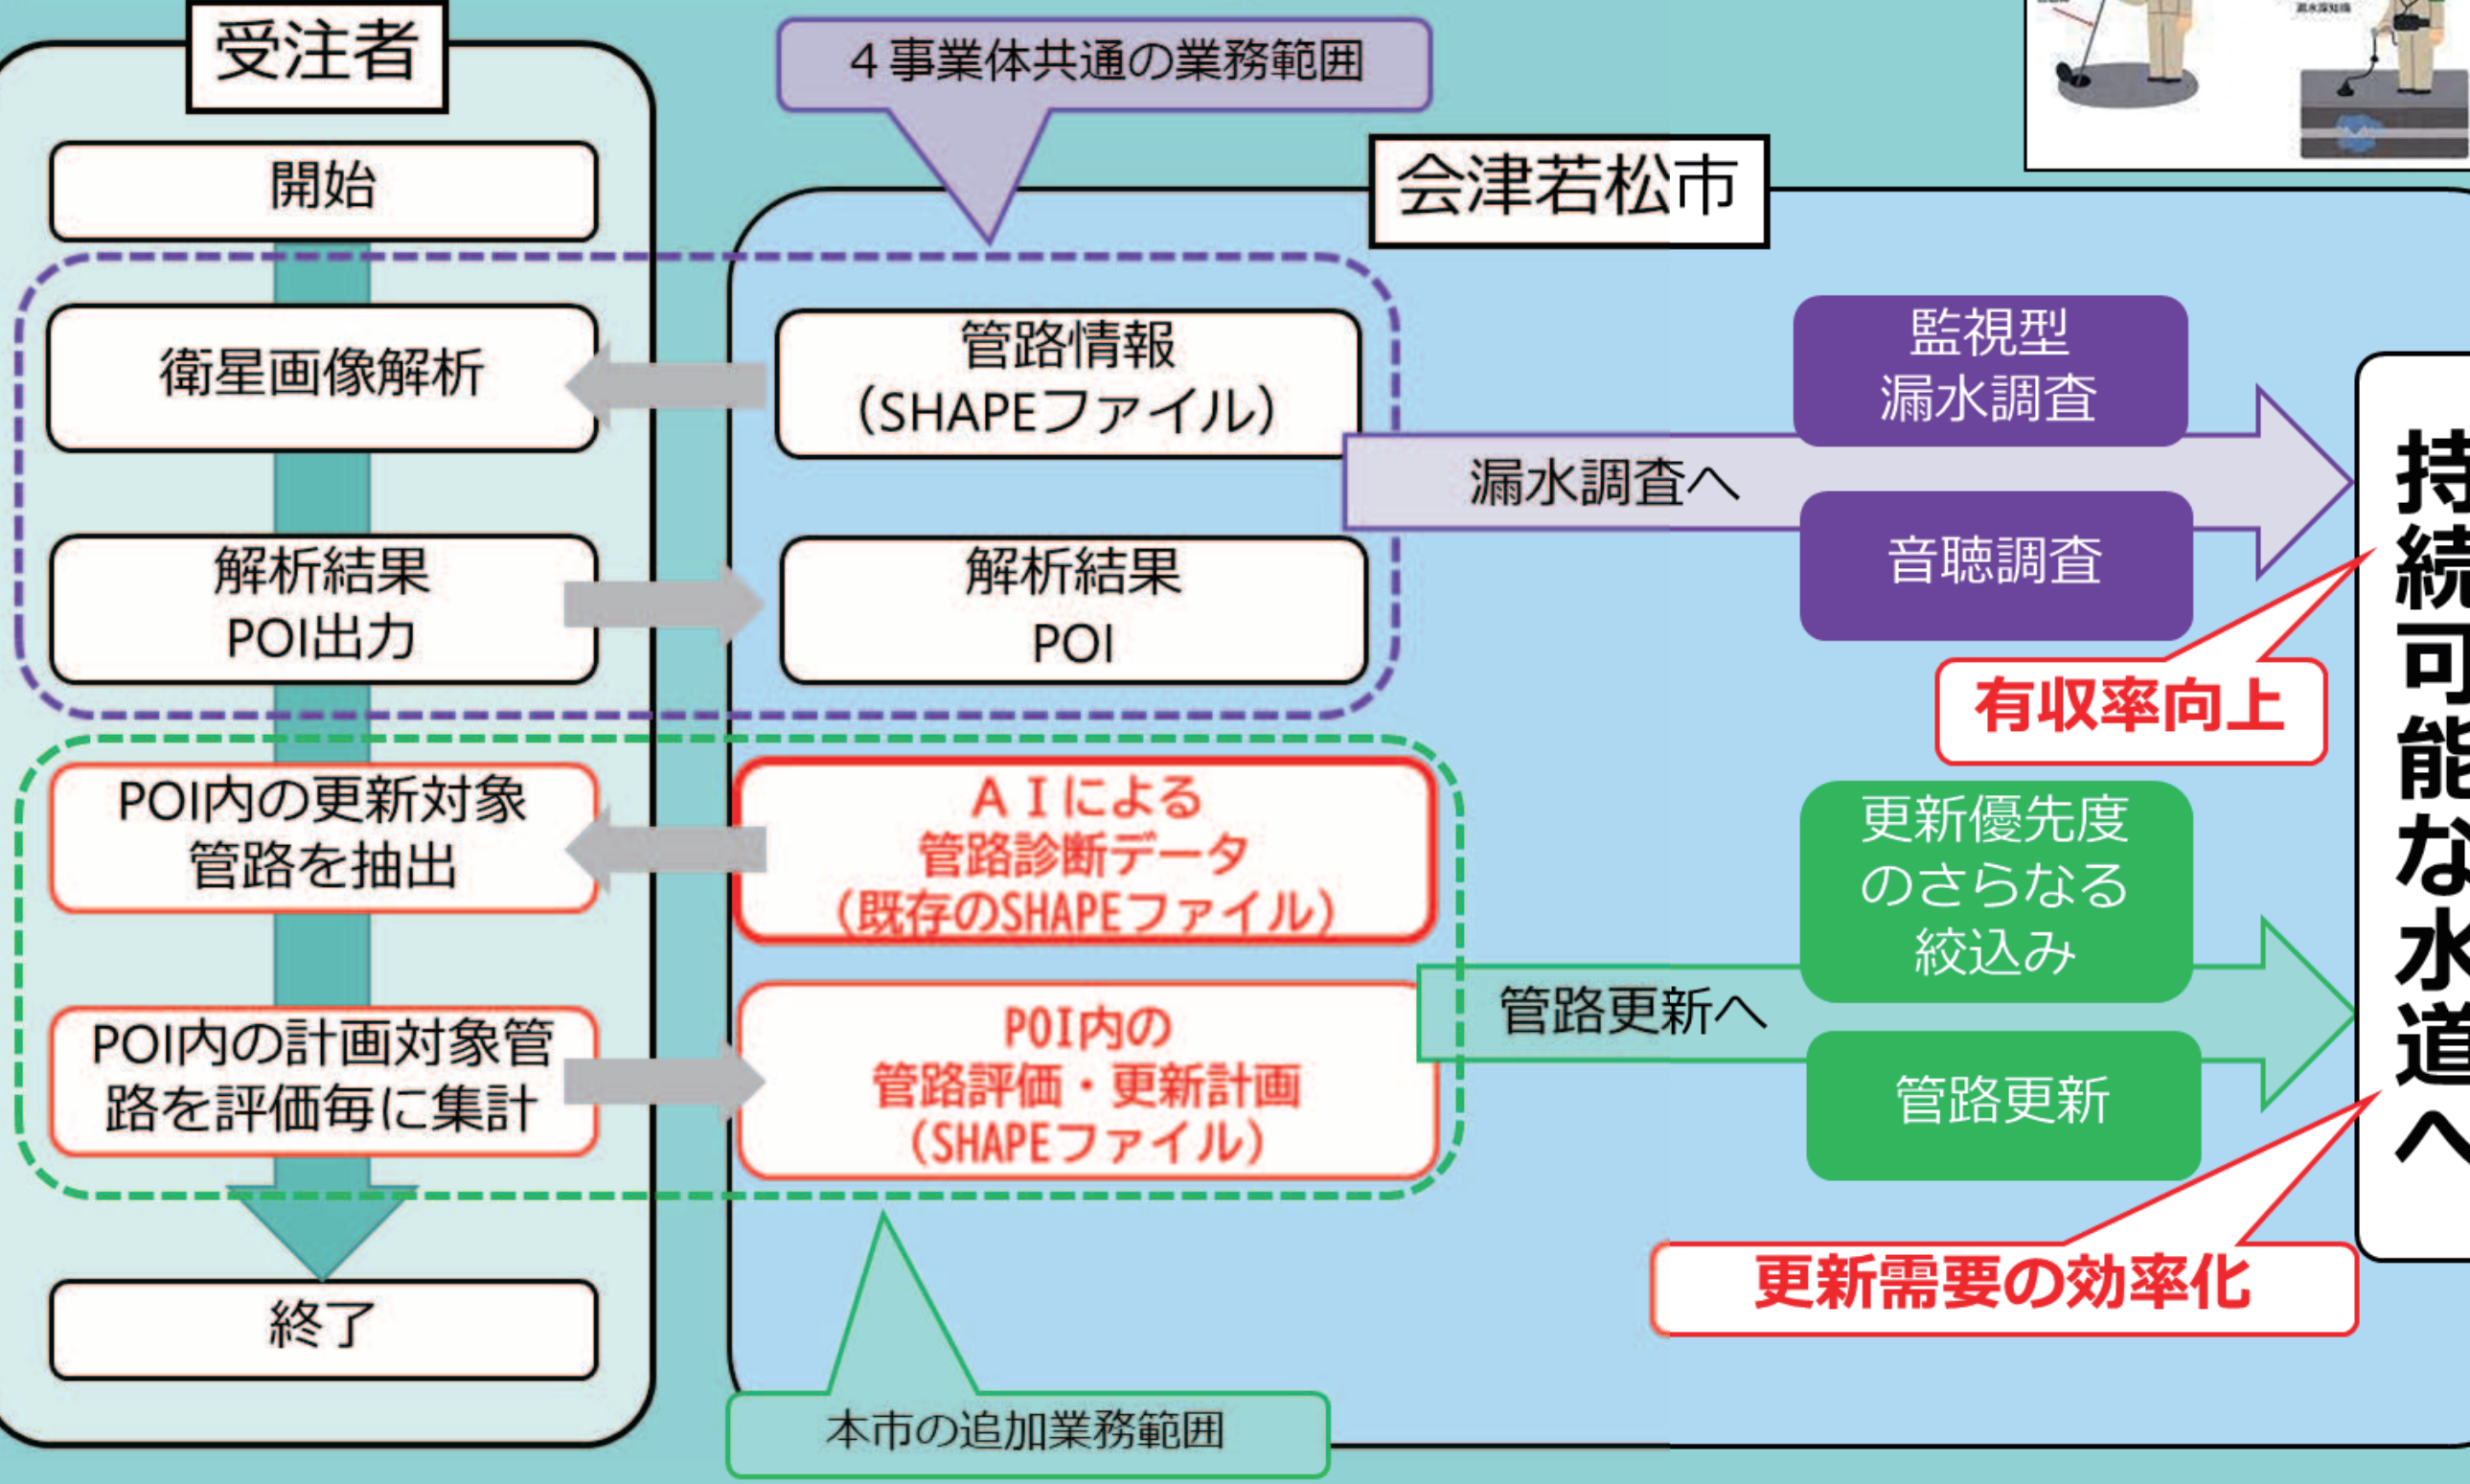 受注者
開始
衛星画像解析
解析結果
POI出力
POI内の更新対象
管路を抽出
POI内の計画対象管
路を評価毎に集計
終了
４事業体共通の業務範囲
会津若松市
管路情報
（SHAPEファイル）
解析結果
POI
ＡＩによる
管路診断データ
（既存のSHAPEファイル）
POI内の
管路評価・更新計画
（SHAPEファイル）
本市の追加業務範囲
漏水調査へ
監視型
漏水調査
音聴調査
有収率向上
管路更新へ
更新優先度
のさらなる
絞込み
管路更新
更新需要の効率化
持続可能な水道へ
漏水探知機